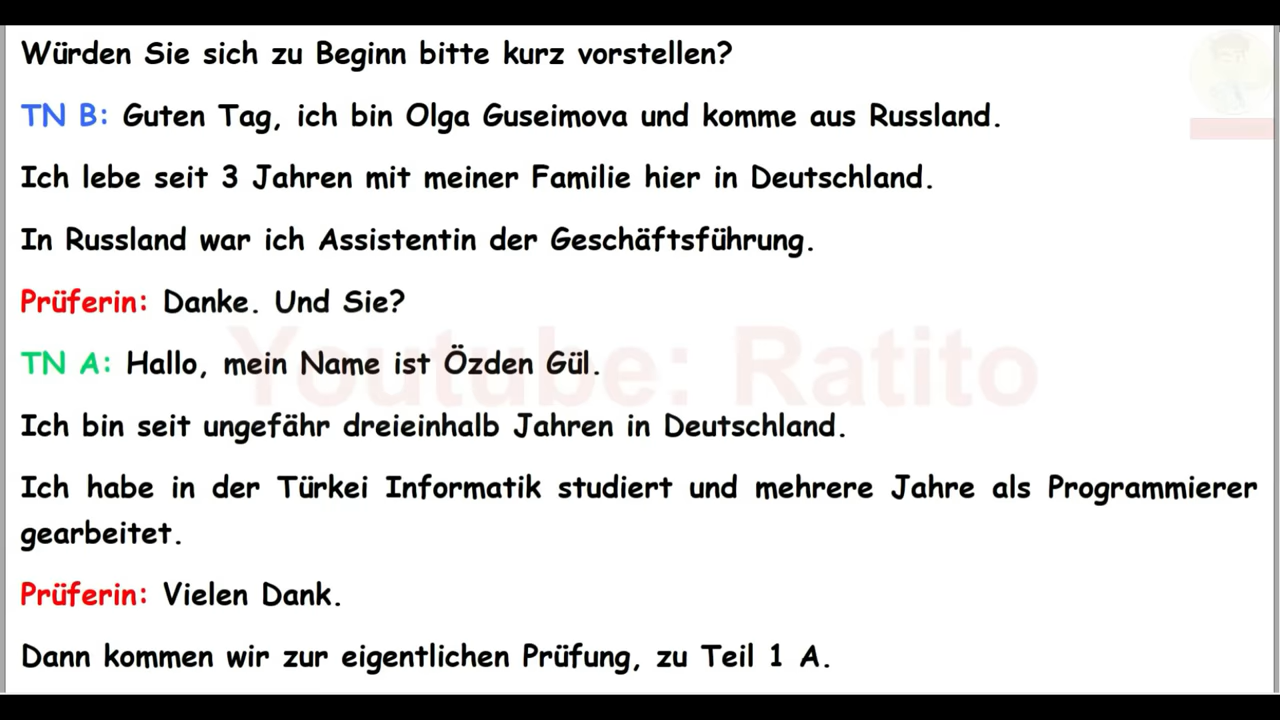 Würden Sie sich zu Beginn bitte kurz vorstellen?
TN B: Guten Tag, ich bin Olga Guseimova und komme aus Russland.
Ich lebe seit 3 Jahren mit meiner Familie hier in Deutschland.
In Russland war ich Assistentin der Geschäftsführung.
Prüferin: Danke. Und Sie?
TN A: Hallo, mein Name ist Özden Gül.
Youtube: Ratito
Ich bin seit ungefähr dreieinhalb Jahren in Deutschland.
Ich habe in der Türkei Informatik studiert und mehrere Jahre als Programmierer
gearbeitet.
Prüferin: Vielen Dank.
Dann kommen wir zur eigentlichen Prüfung, zu Teil 1 A.